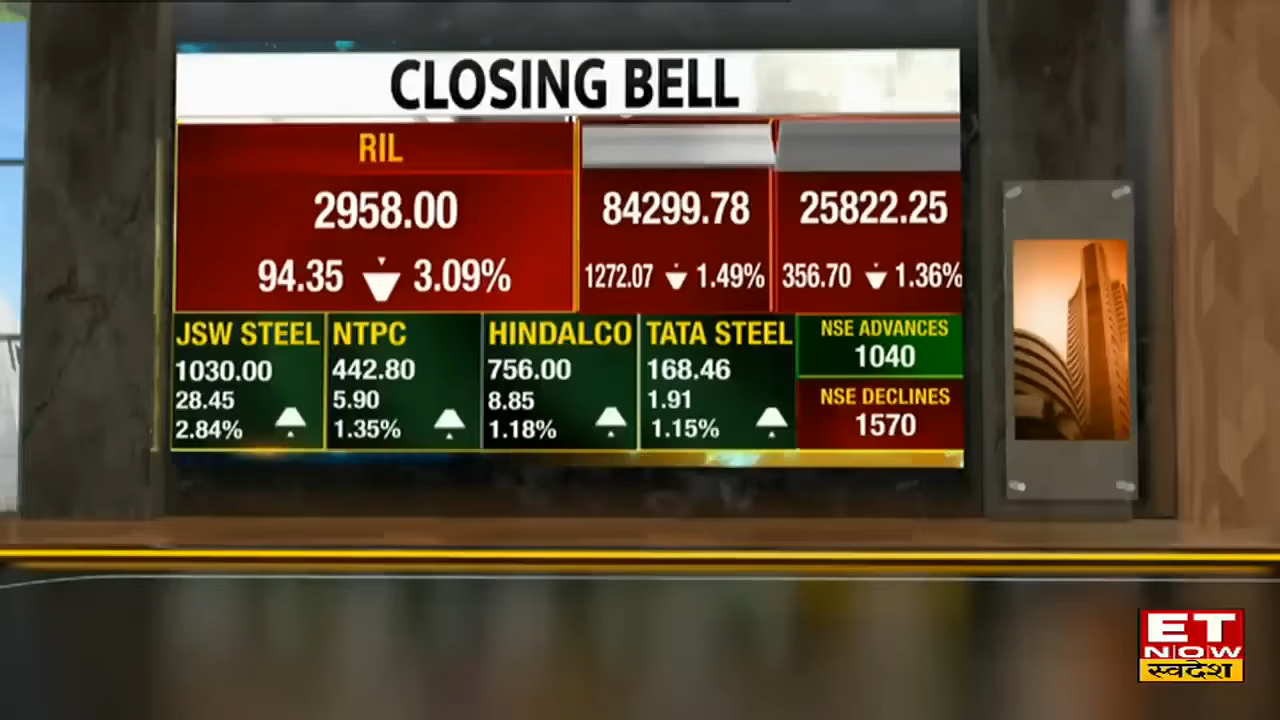 CLOSING BELL
RIL
2958.00
94.35 3.09%
84299.78
1272.07 1.49%
25822.25
356.70 1.36%
JSW STEEL
1030.00
28.45
2.84%
NTPC
442.80
5.90
1.35%
HINDALCO
756.00
8.85
1.18%
TATA STEEL
168.46
1.91
1.15%
NSE ADVANCES
1040
NSE DECLINES
1570
ET
NOW
स्वदेश